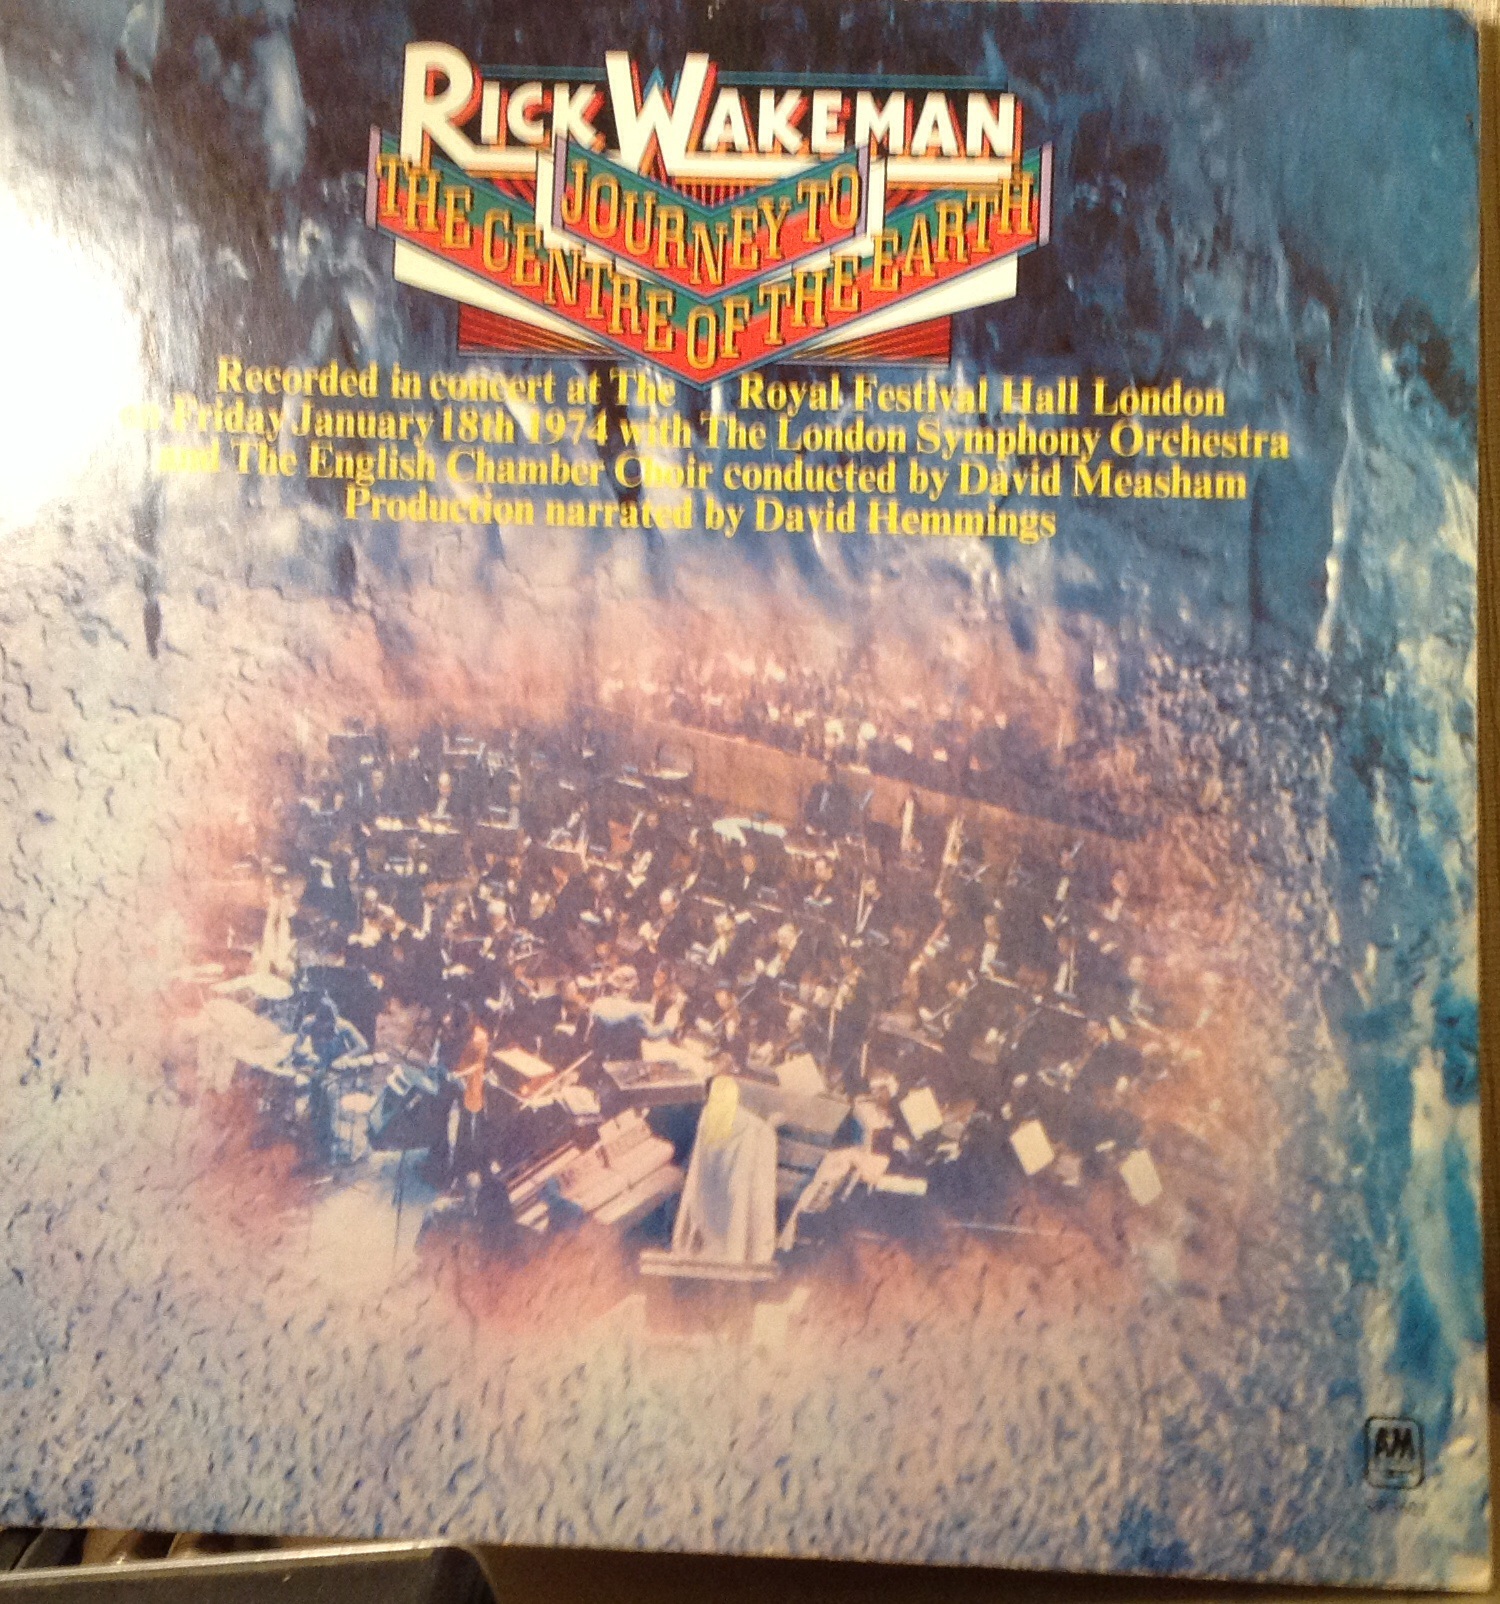 RICK WAKEMAN
JOURNEY TO
THE CENTRE OF THE EARTH
Recorded in concert at The Royal Festival Hall London
on Friday January 18th 1974 with The London Symphony Orchestra
and The English Chamber Choir conducted by David Measham
Production narrated by David Hemmings
AM